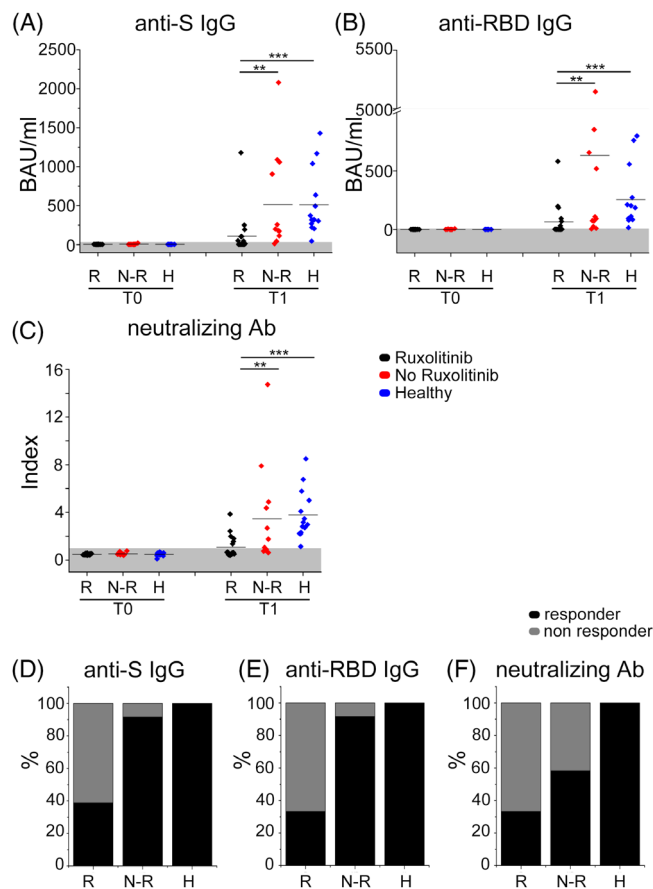 (A) anti-S IgG
BAU/ml
2500
2000
1500
1000
500
0
** ***
R N-R H R N-R H
T0 T1
(B) anti-RBD IgG
BAU/ml
5500
5000
500
0
** ***
R N-R H R N-R H
T0 T1
(C) neutralizing Ab
Index
16
12
8
4
0
** ***
R N-R H R N-R H
T0 T1
Ruxolitinib
No Ruxolitinib
Healthy
responder
non responder
(D) anti-S IgG
%
100
80
60
40
20
0
R N-R H
(E) anti-RBD IgG
%
100
80
60
40
20
0
R N-R H
(F) neutralizing Ab
%
100
80
60
40
20
0
R N-R H